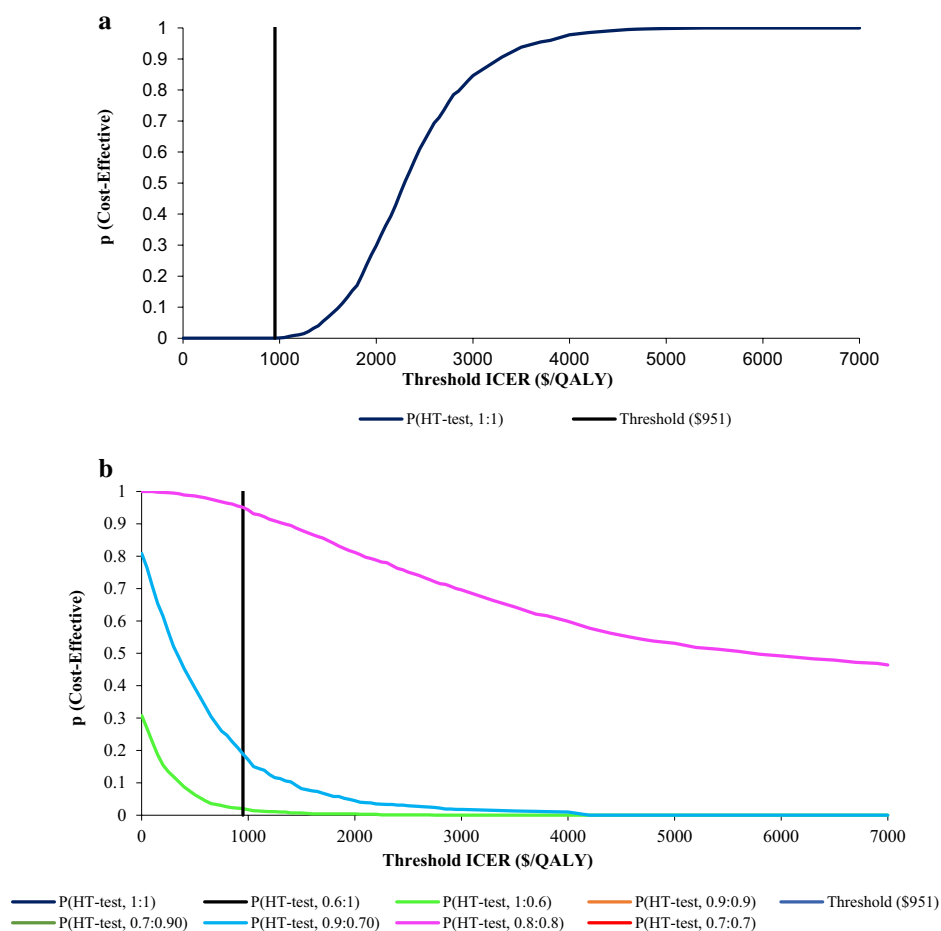 a
1
0.9
0.8
0.7
0.6
0.5
0.4
0.3
0.2
0.1
0
p (Cost-Effective)
0 1000 2000 3000 4000 5000 6000 7000
Threshold ICER ($/QALY)
P(HT-test, 1:1) Threshold ($951)
b
1
0.9
0.8
0.7
0.6
0.5
0.4
0.3
0.2
0.1
0
p (Cost-Effective)
0 1000 2000 3000 4000 5000 6000 7000
Threshold ICER ($/QALY)
P(HT-test, 1:1) P(HT-test, 0.6:1) P(HT-test, 1:0.6) P(HT-test, 0.9:0.9) Threshold ($951)
P(HT-test, 0.7:0.90) P(HT-test, 0.9:0.70) P(HT-test, 0.8:0.8) P(HT-test, 0.7:0.7)